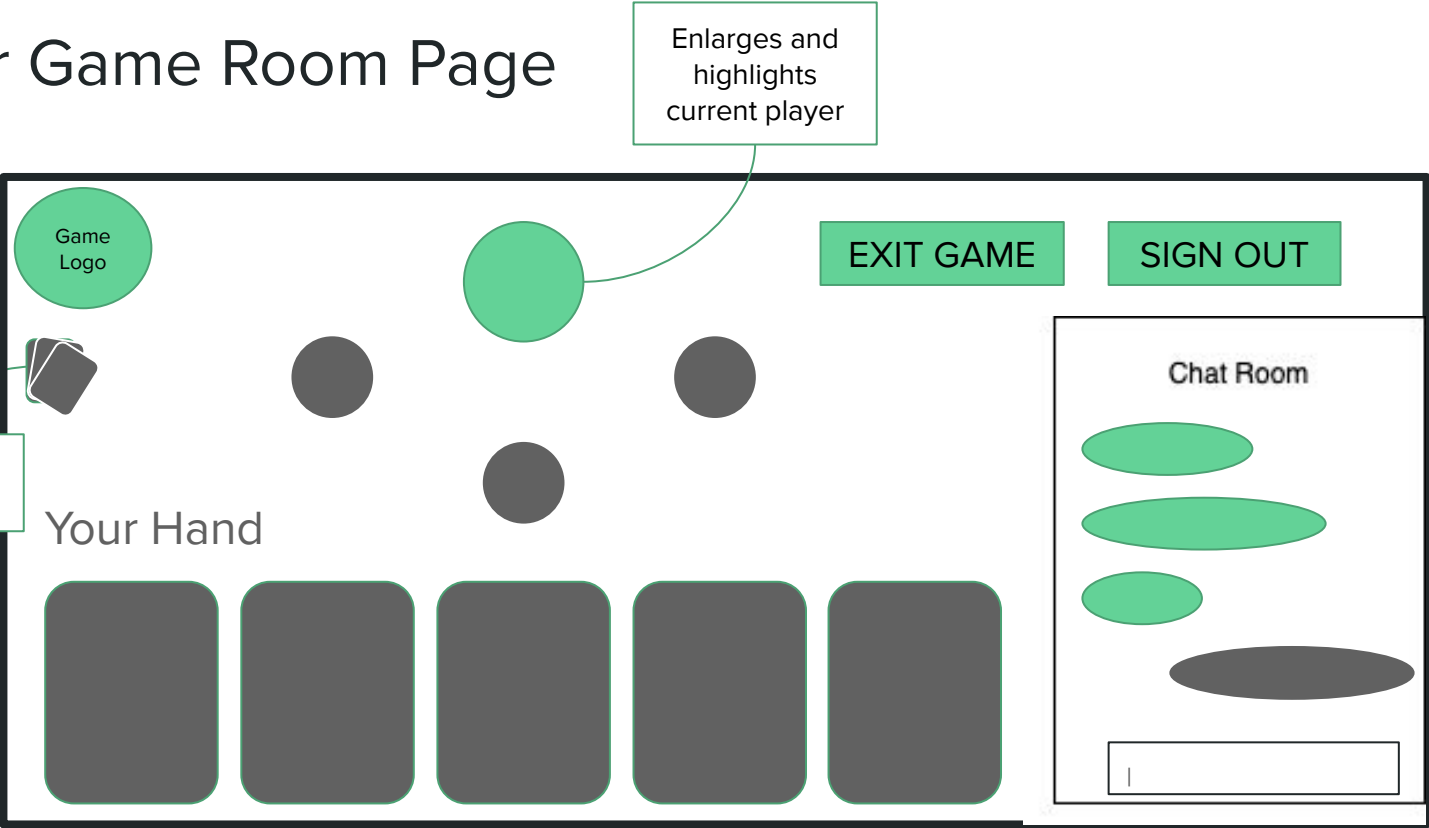 r Game Room Page
Enlarges and
highlights
current player
Game
Logo
EXIT GAME
SIGN OUT
Chat Room
Your Hand